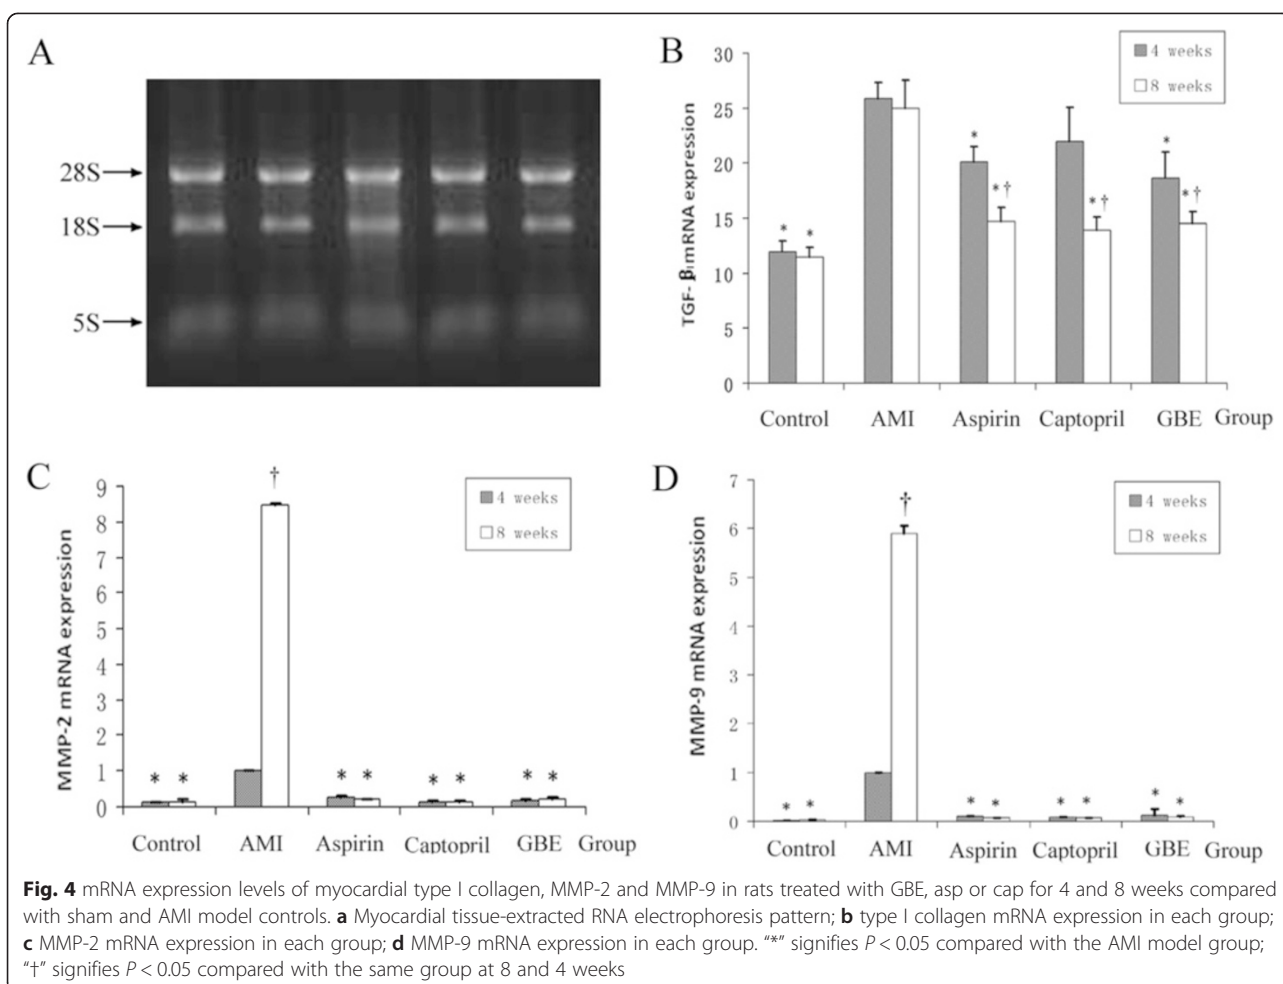 A
28S
18S
5S
B
TGF-β₁mRNA expression
30
25
20
15
10
5
0
4 weeks
8 weeks
* *
*
* †
* †
*
* †
Control AMI Aspirin Captopril GBE Group
C
MMP-2 mRNA expression
9
8
7
6
5
4
3
2
1
0
†
4 weeks
8 weeks
* * * * * * * *
Control AMI Aspirin Captopril GBE Group
D
MMP-9 mRNA expression
7
6
5
4
3
2
1
0
†
4 weeks
8 weeks
* * * * * * * *
Control AMI Aspirin Captopril GBE Group
Fig. 4 mRNA expression levels of myocardial type I collagen, MMP-2 and MMP-9 in rats treated with GBE, asp or cap for 4 and 8 weeks compared
with sham and AMI model controls. a Myocardial tissue-extracted RNA electrophoresis pattern; b type I collagen mRNA expression in each group;
c MMP-2 mRNA expression in each group; d MMP-9 mRNA expression in each group. “*” signifies P < 0.05 compared with the AMI model group;
“†” signifies P < 0.05 compared with the same group at 8 and 4 weeks